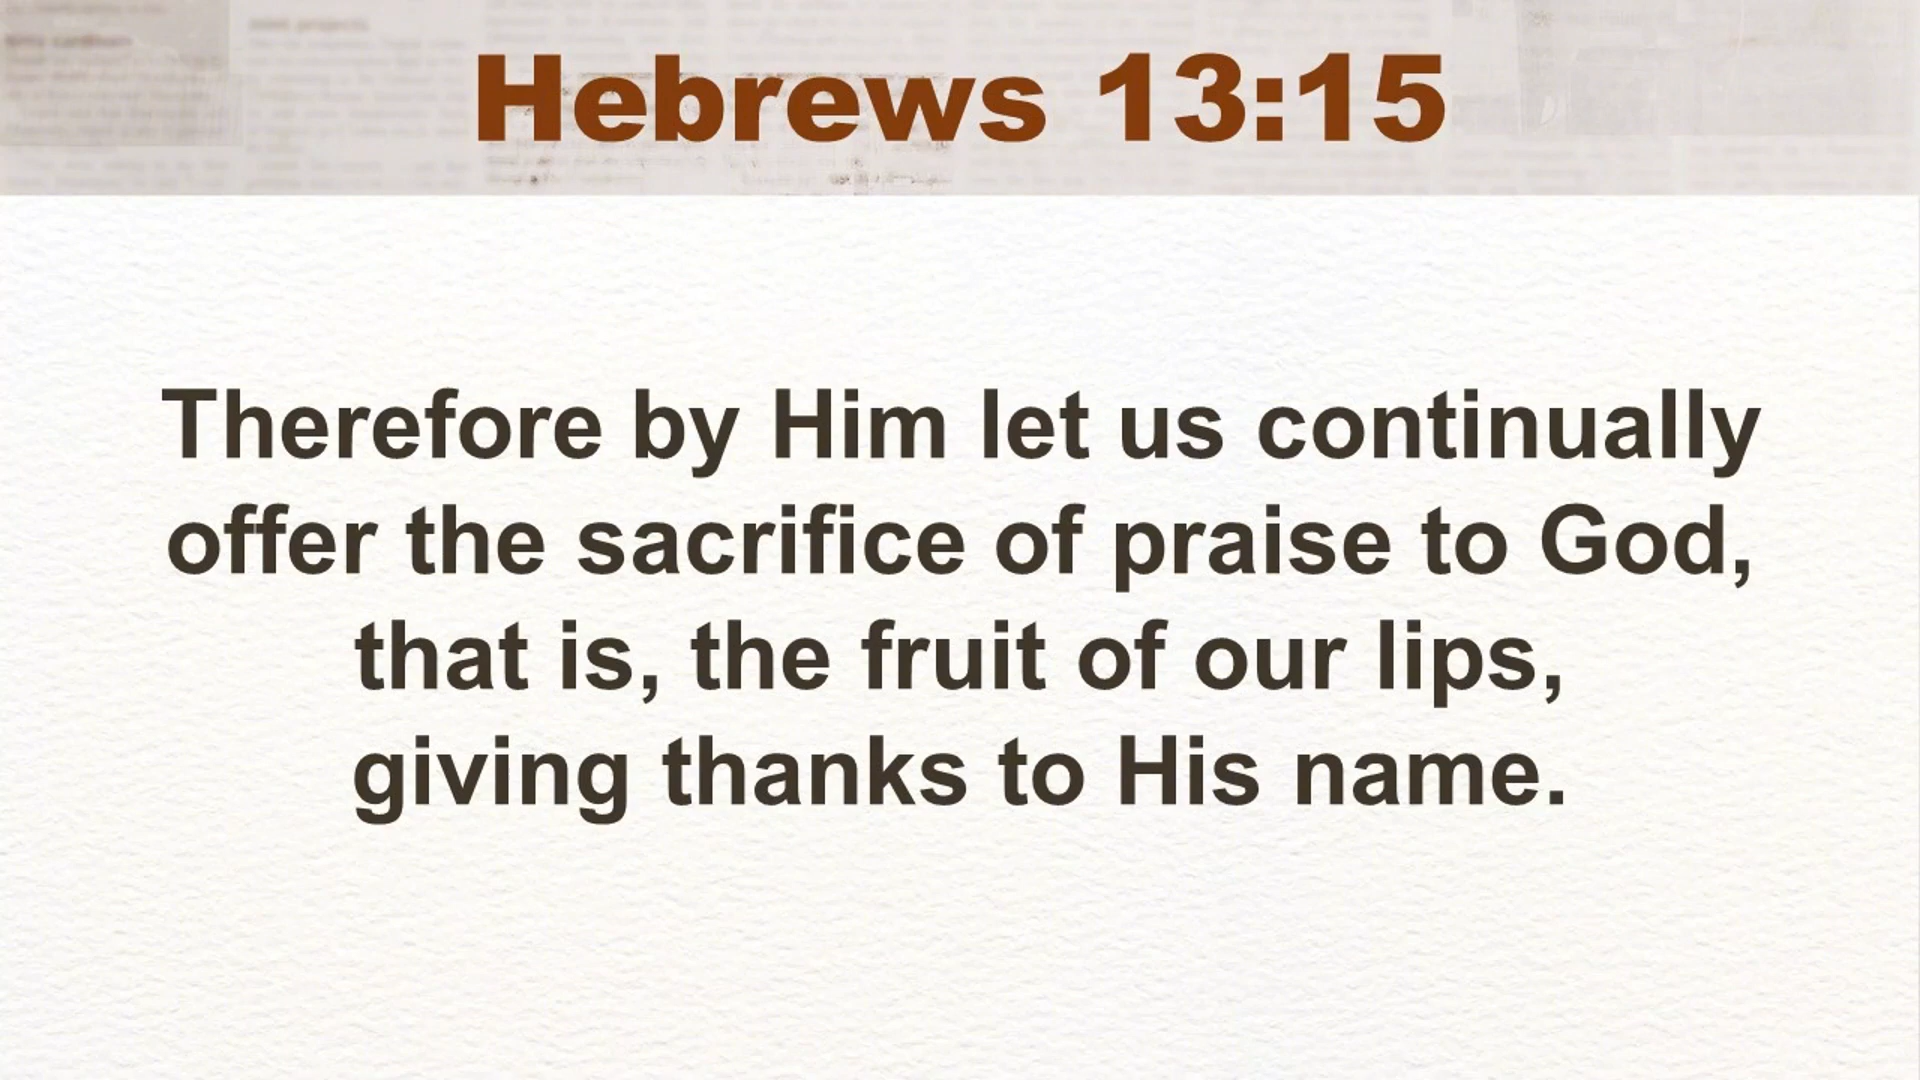 Hebrews 13:15
Therefore by Him let us continually
offer the sacrifice of praise to God,
that is, the fruit of our lips,
giving thanks to His name.